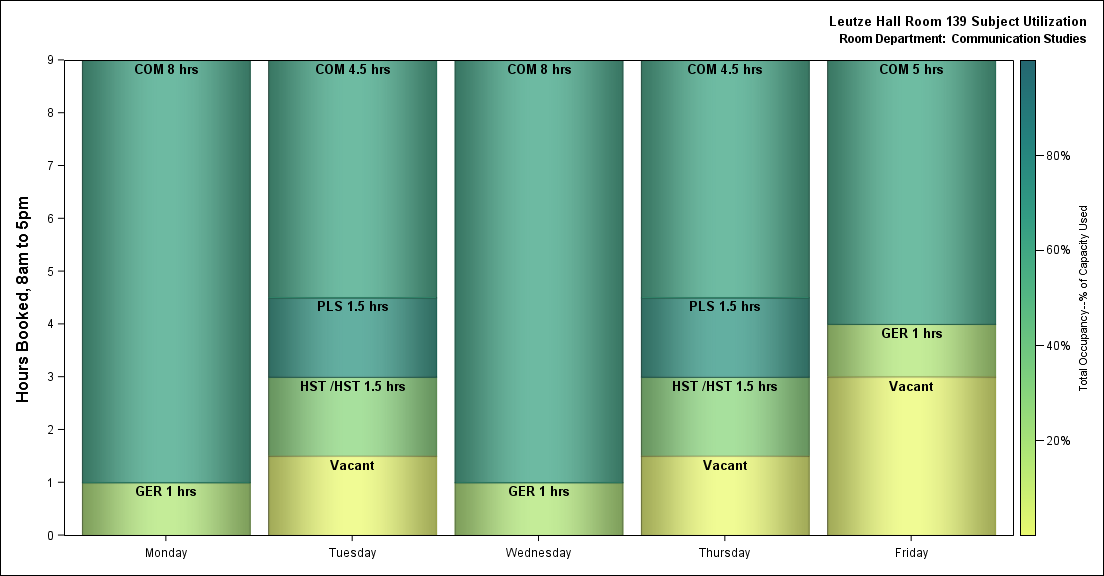 Leutze Hall Room 139 Subject Utilization
Room Department: Communication Studies
Hours Booked, 8am to 5pm
9
8
7
6
5
4
3
2
1
0
COM 8 hrs
GER 1 hrs
COM 4.5 hrs
PLS 1.5 hrs
HST /HST 1.5 hrs
Vacant
COM 8 hrs
GER 1 hrs
COM 4.5 hrs
PLS 1.5 hrs
HST /HST 1.5 hrs
Vacant
COM 5 hrs
GER 1 hrs
Vacant
Monday
Tuesday
Wednesday
Thursday
Friday
80%
60%
40%
20%
Total Occupancy--% of Capacity Used